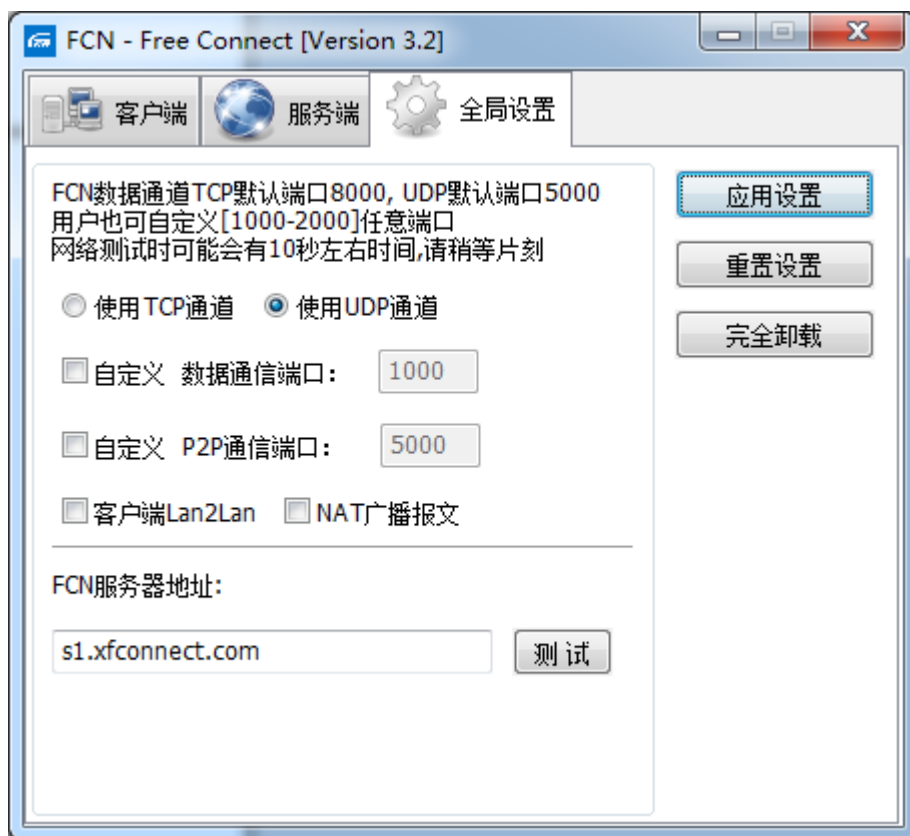 FCN - Free Connect [Version 3.2]
客户端 服务端 全局设置
FCN数据通道TCP默认端口8000, UDP默认端口5000
用户也可自定义[1000-2000]任意端口
网络测试时可能会有10秒左右时间,请稍等片刻
使用TCP通道 使用UDP通道
自定义 数据通信端口: 1000
自定义 P2P通信端口: 5000
客户端Lan2Lan NAT广播报文
FCN服务器地址:
s1.xfconnect.com 测 试
应用设置
重置设置
完全卸载